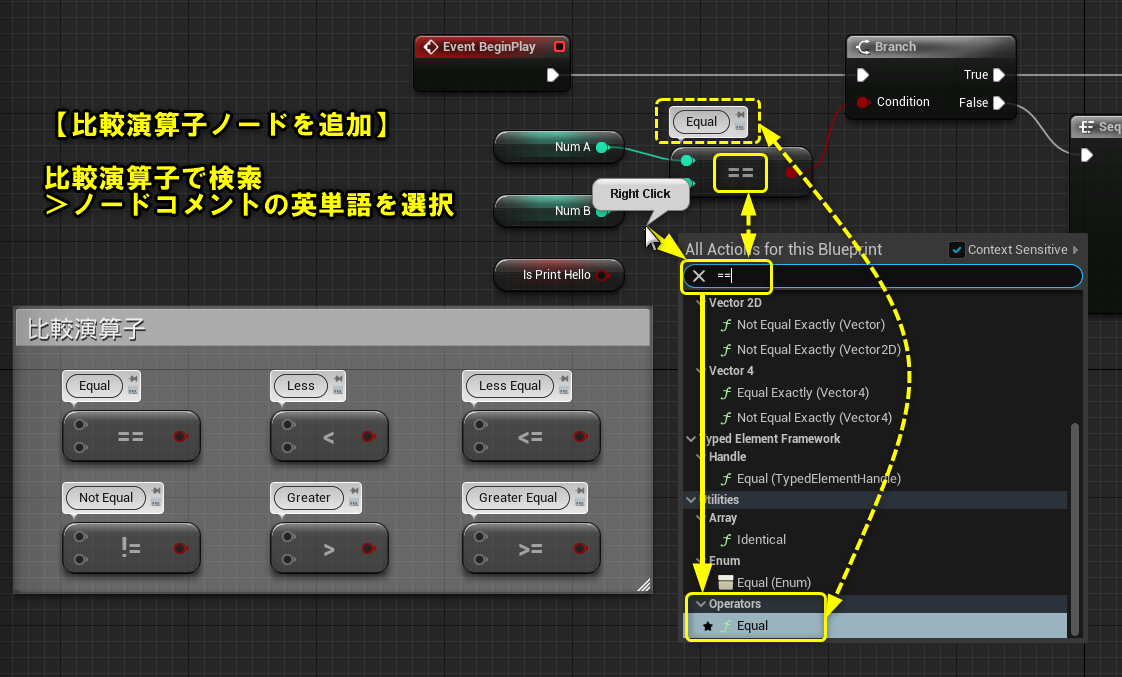 Event BeginPlay
Branch
True
Condition
False
Seq
【比較演算子ノードを追加】
比較演算子で検索
＞ノードコメントの英単語を選択
Equal
Num A
==
Right Click
Num B
Is Print Hello
All Actions for this Blueprint
Context Sensitive
==
Vector 2D
f Not Equal Exactly (Vector)
f Not Equal Exactly (Vector2D)
Vector 4
f Equal Exactly (Vector4)
f Not Equal Exactly (Vector4)
Typed Element Framework
Handle
f Equal (TypedElementHandle)
Utilities
Array
f Identical
Enum
Equal (Enum)
Operators
★ f Equal
比較演算子
Equal
Less
Less Equal
==
<
<=
Not Equal
Greater
Greater Equal
!=
>
>=